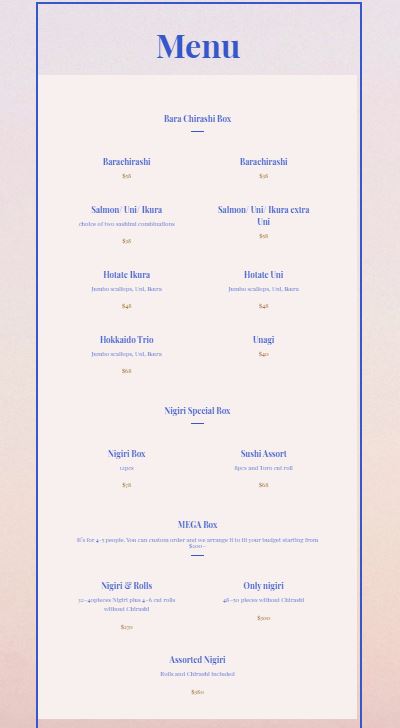 Menu
Bara Chirashi Box
Barachirashi
Barachirashi
$38
Salmon/ Uni/ Ikura
Salmon/ Uni/ Ikura extra
Uni
choice of two sashimi combinations
$58
Hotate Ikura
Hotate Uni
Jumbo scallops, Uni, Ikura
Jumbo scallops, Uni, Ikura
$48
$48
Hokkaido Trio
Unagi
Jumbo scallops, Uni, Ikura
$40
$68
Nigiri Special Box
Nigiri Box
Sushi Assort
12pcs
8pcs and Toro cut roll
$78
$68
MEGA Box
It's for 4-5 people. You can custom order and we arrange it to fit your budget starting from
Nigiri & Rolls
Only nigiri
32-40pieces Nigiri plus 4-6 cut rolls
without Chirashi
48-50 pieces without Chirashi
$300
Assorted Nigiri
Rolls and Chirashi included